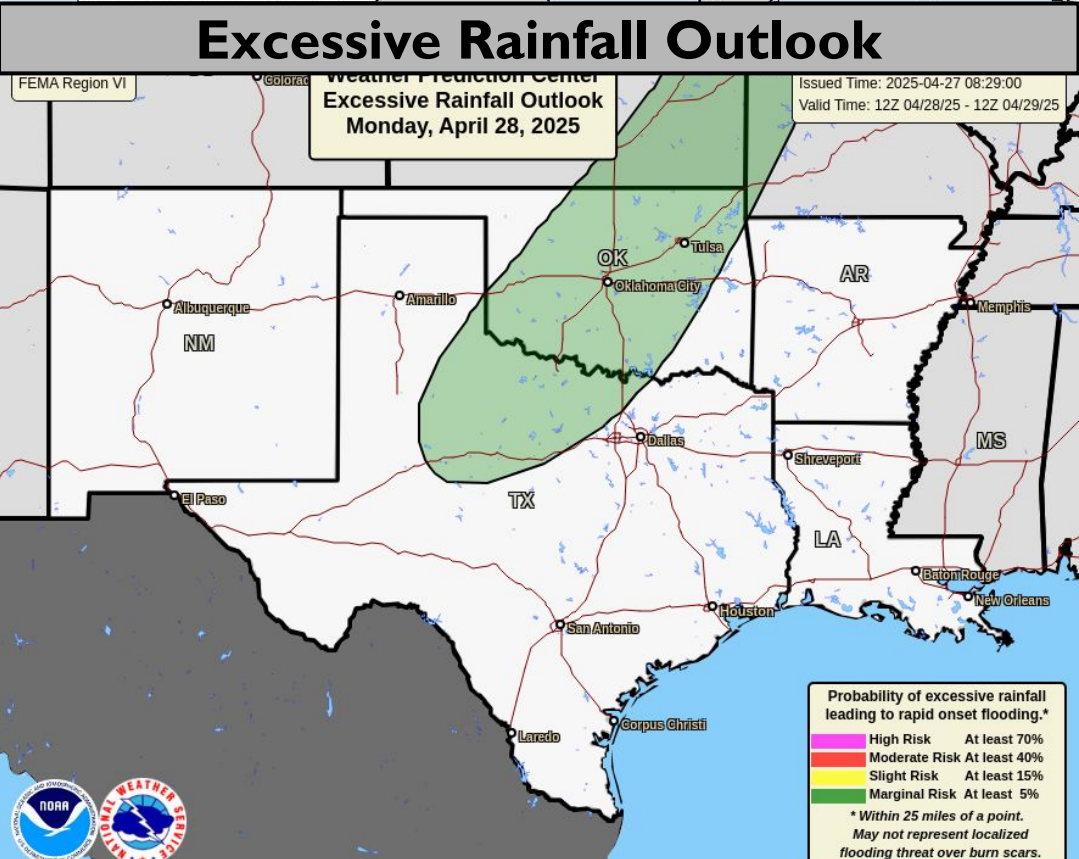 Excessive Rainfall Outlook
FEMA Region VI
Weather Prediction Center
Excessive Rainfall Outlook
Monday, April 28, 2025
Issued Time: 2025-04-27 08:29:00
Valid Time: 12Z 04/28/25 - 12Z 04/29/25
Colorad
Tulsa
OK
Oklahoma City
AR
Albuquerque
Amarillo
Memphis
NM
Dallas
MS
Shreveport
El Paso
TX
LA
Baton Rouge
New Orleans
Houston
San Antonio
Corpus Christi
Laredo
Probability of excessive rainfall
leading to rapid onset flooding.*
High Risk At least 70%
Moderate Risk At least 40%
Slight Risk At least 15%
Marginal Risk At least 5%
* Within 25 miles of a point.
May not represent localized
flooding threat over burn scars.
NOAA
NATIONAL WEATHER SERVICE